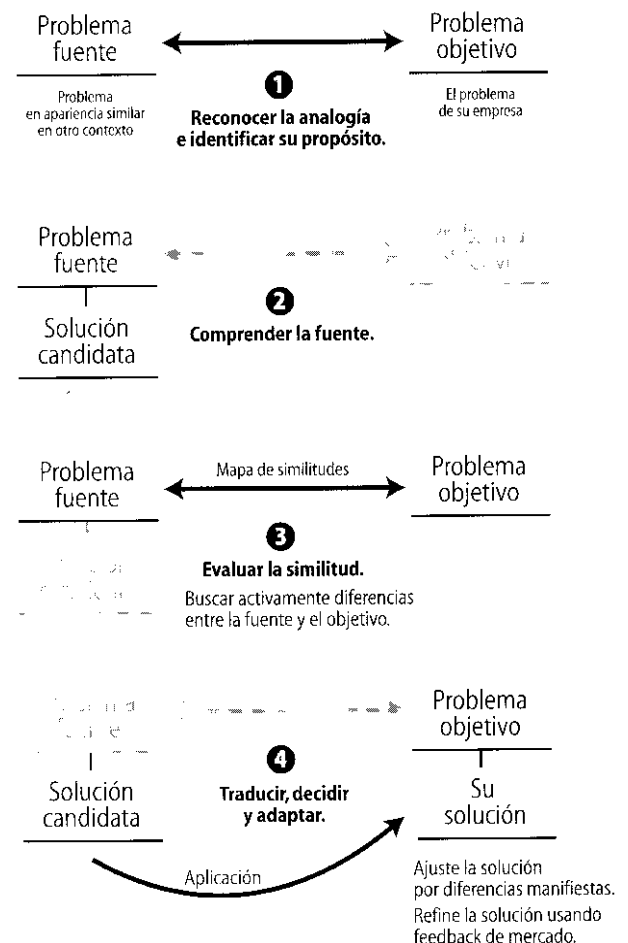 Problema
fuente
Problema
objetivo
Problema
en apariencia similar
en otro contexto
El problema
de su empresa
1
Reconocer la analogía
e identificar su propósito.
Problema
fuente
2
Solución
candidata
Comprender la fuente.
Problema
fuente
Mapa de similitudes
Problema
objetivo
3
Evaluar la similitud.
Buscar activamente diferencias
entre la fuente y el objetivo.
Problema
objetivo
4
Solución
candidata
Traducir, decidir
y adaptar.
Su
solución
Aplicación
Ajuste la solución
por diferencias manifiestas.
Refine la solución usando
feedback de mercado.